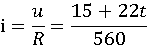 i = u/R = (15 + 22t)/560